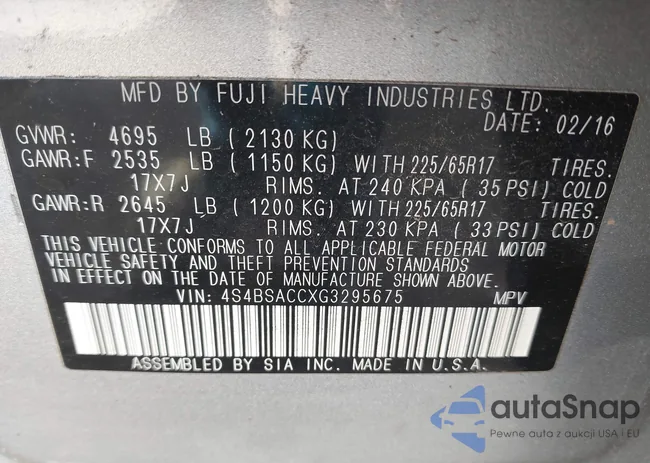 MFD BY FUJI HEAVY INDUSTRIES LTD.
DATE: 02/16
GVWR: 4695 LB (2130 KG)
GAWR:F 2535 LB (1150 KG) WITH 225/65R17 TIRES.
17X7J RIMS. AT 240 KPA (35 PSI) COLD
GAWR:R 2645 LB (1200 KG) WITH 225/65R17 TIRES.
17X7J RIMS. AT 230 KPA (33 PSI) COLD
THIS VEHICLE CONFORMS TO ALL APPLICABLE FEDERAL MOTOR
VEHICLE SAFETY AND THEFT PREVENTION STANDARDS
IN EFFECT ON THE DATE OF MANUFACTURE SHOWN ABOVE.
VIN: 4S4BSACCXG3295675 MPV
ASSEMBLED BY SIA INC. MADE IN U.S.A.
autaSnap
Pewne auta z aukcji USA i EU